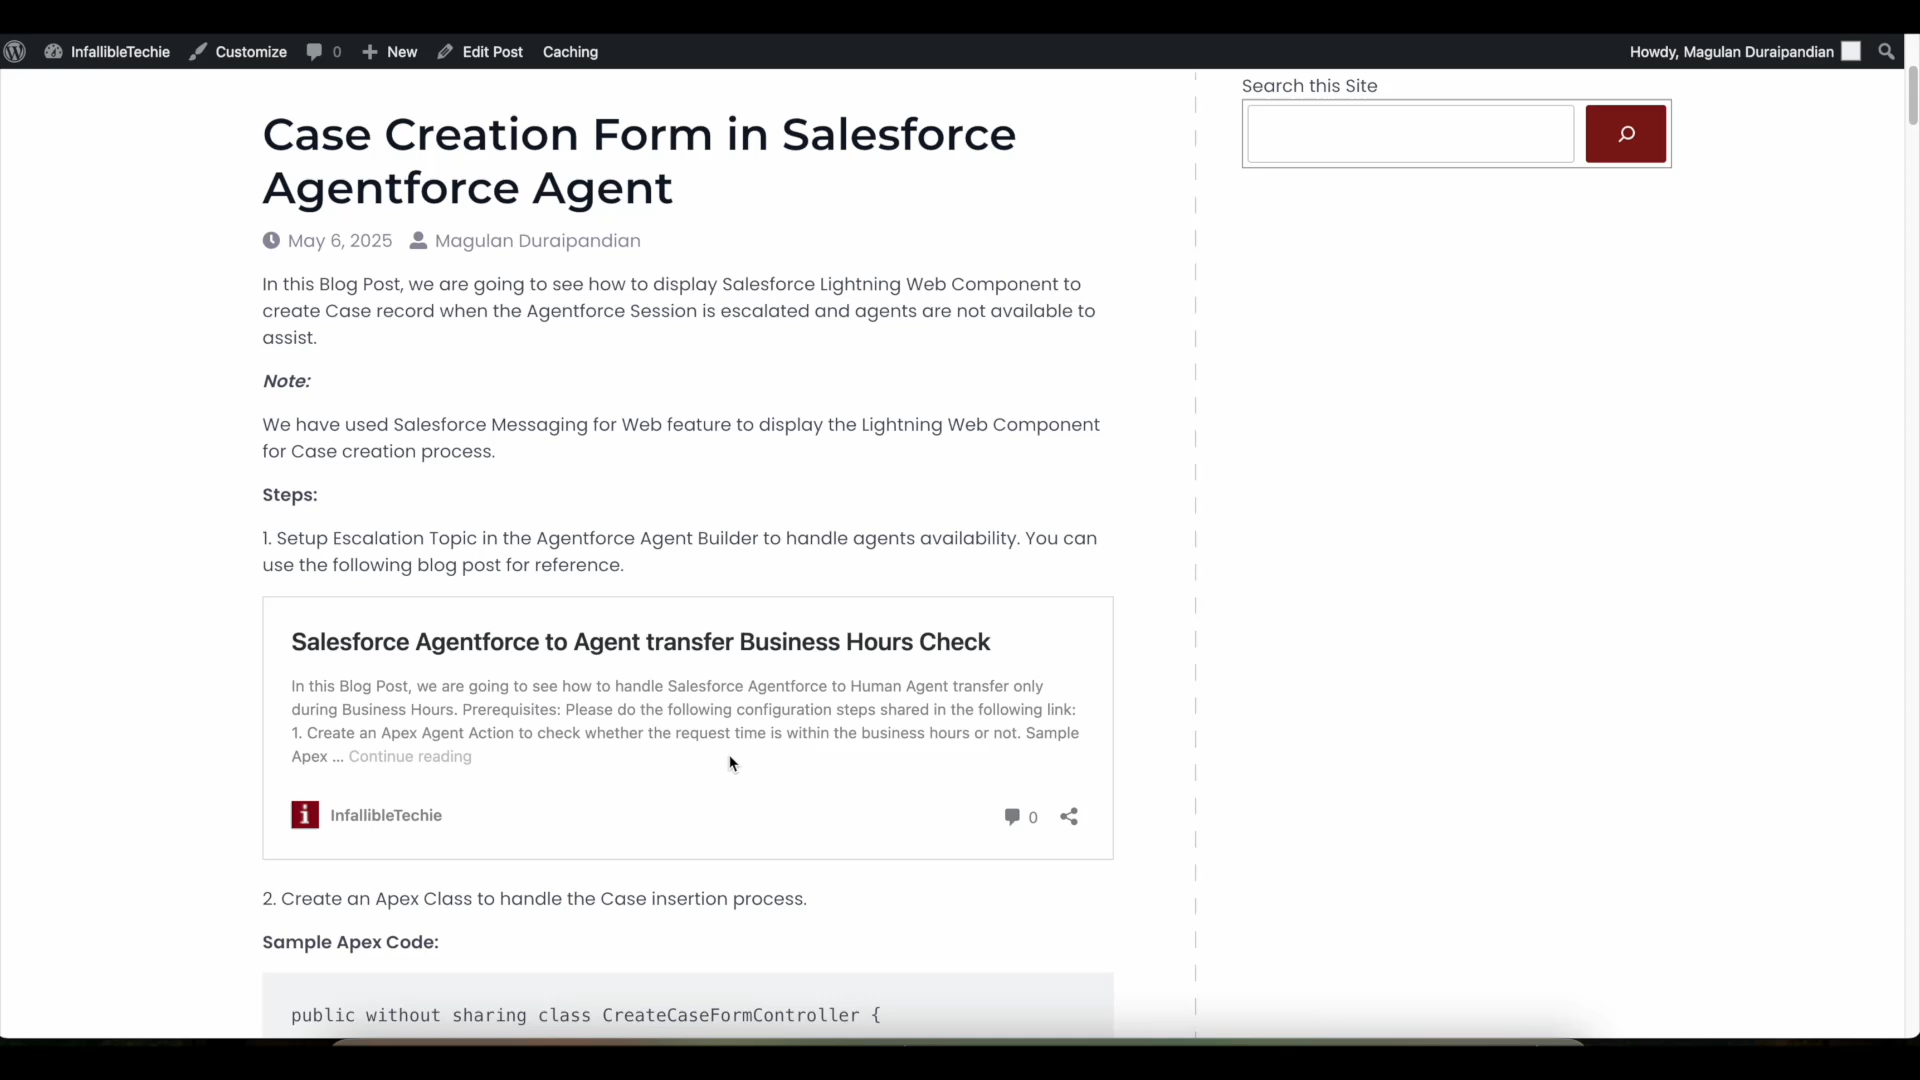 InfallibleTechie Customize 0 New Edit Post Caching Howdy, Magulan Duraipandian
Search this Site
Case Creation Form in Salesforce
Agentforce Agent
May 6, 2025 Magulan Duraipandian
In this Blog Post, we are going to see how to display Salesforce Lightning Web Component to
create Case record when the Agentforce Session is escalated and agents are not available to
assist.
Note:
We have used Salesforce Messaging for Web feature to display the Lightning Web Component
for Case creation process.
Steps:
1. Setup Escalation Topic in the Agentforce Agent Builder to handle agents availability. You can
use the following blog post for reference.
Salesforce Agentforce to Agent transfer Business Hours Check
In this Blog Post, we are going to see how to handle Salesforce Agentforce to Human Agent transfer only
during Business Hours. Prerequisites: Please do the following configuration steps shared in the following link:
1. Create an Apex Agent Action to check whether the request time is within the business hours or not. Sample
Apex ... Continue reading
InfallibleTechie 0
2. Create an Apex Class to handle the Case insertion process.
Sample Apex Code:
public without sharing class CreateCaseFormController {